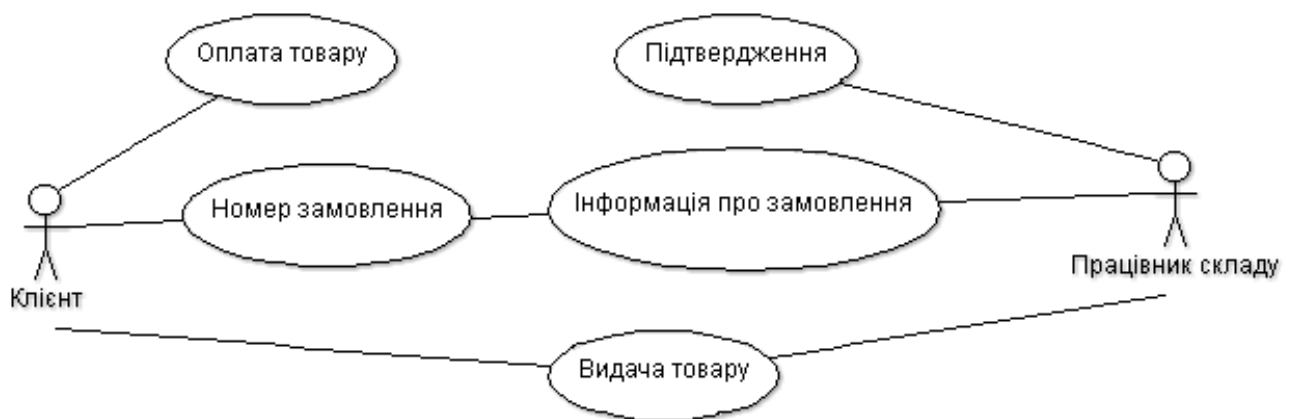 Оплата товару
Підтвердження
Номер замовлення
Інформація про замовлення
Клієнт
Працівник складу
Видача товару